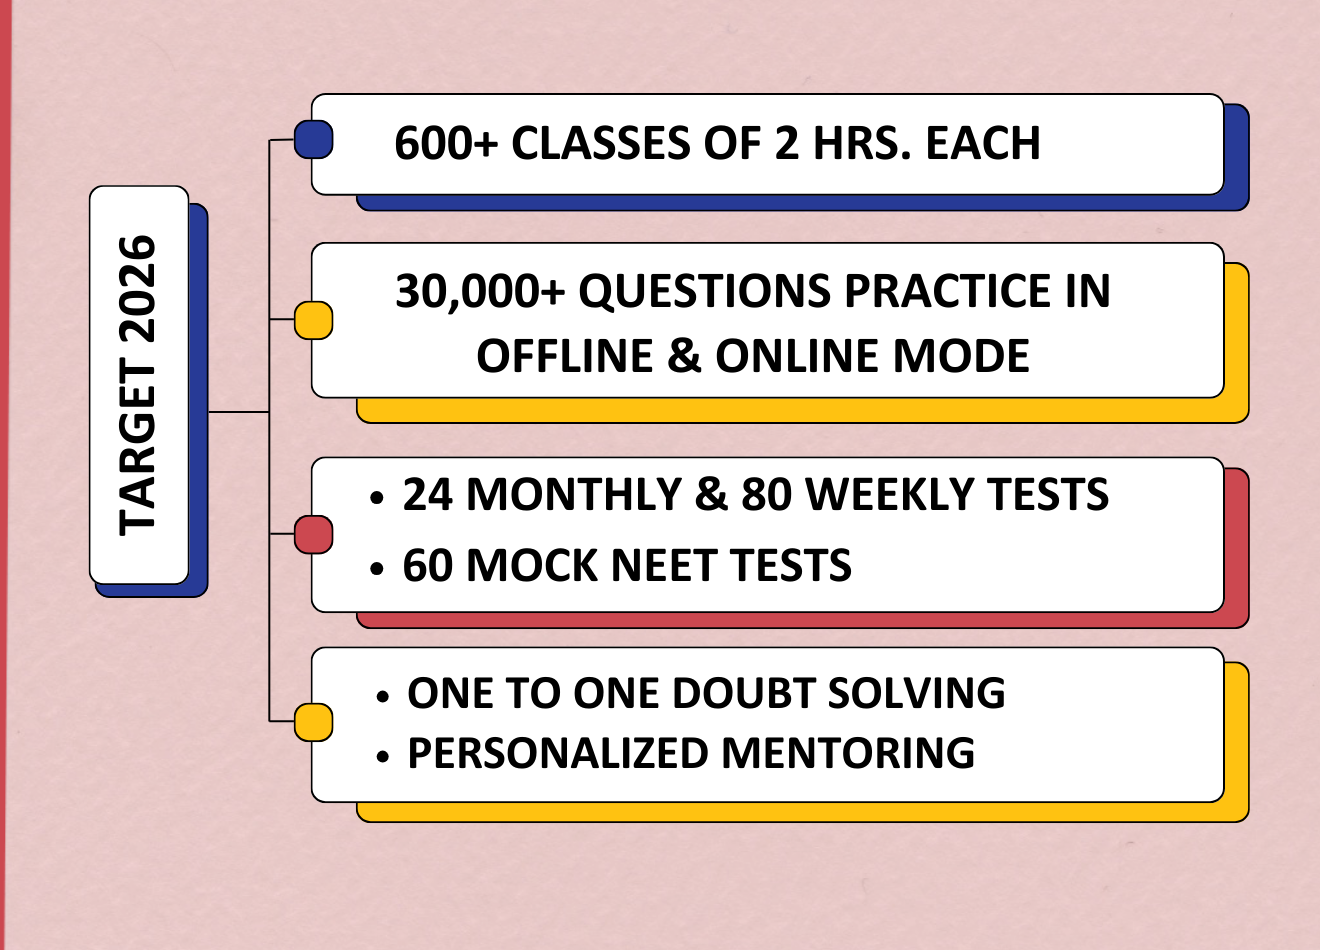 TARGET 2026
600+ CLASSES OF 2 HRS. EACH
30,000+ QUESTIONS PRACTICE IN
OFFLINE & ONLINE MODE
• 24 MONTHLY & 80 WEEKLY TESTS
• 60 MOCK NEET TESTS
• ONE TO ONE DOUBT SOLVING
• PERSONALIZED MENTORING